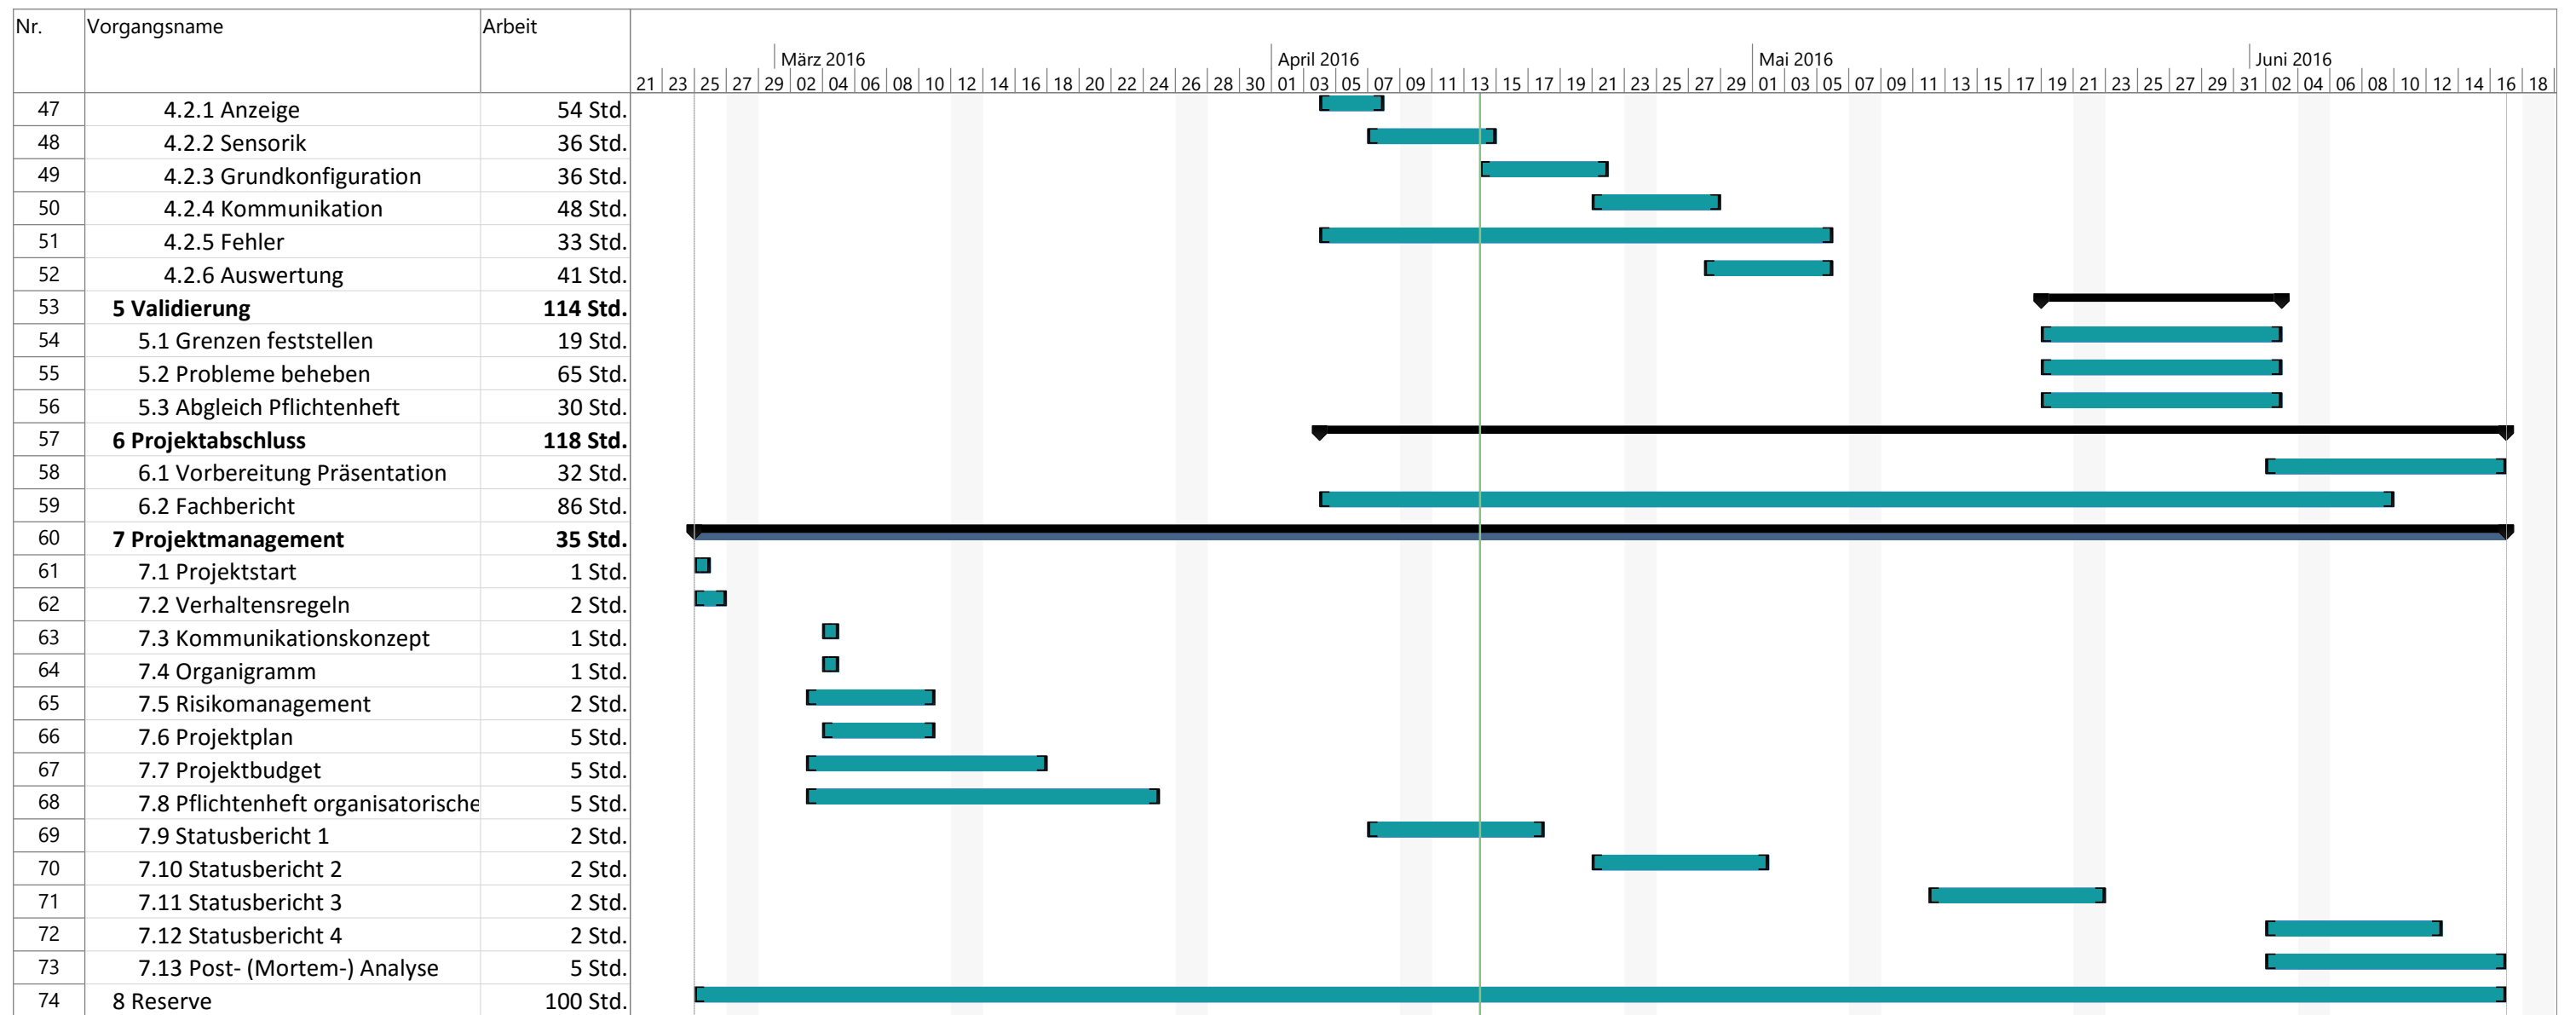 Nr. Vorgangsname Arbeit
März 2016 April 2016 Mai 2016 Juni 2016
21 23 25 27 29 02 04 06 08 10 12 14 16 18 20 22 24 26 28 30 01 03 05 07 09 11 13 15 17 19 21 23 25 27 29 01 03 05 07 09 11 13 15 17 19 21 23 25 27 29 31 02 04 06 08 10 12 14 16 18
47 4.2.1 Anzeige 54 Std.
48 4.2.2 Sensorik 36 Std.
49 4.2.3 Grundkonfiguration 36 Std.
50 4.2.4 Kommunikation 48 Std.
51 4.2.5 Fehler 33 Std.
52 4.2.6 Auswertung 41 Std.
53 5 Validierung 114 Std.
54 5.1 Grenzen feststellen 19 Std.
55 5.2 Probleme beheben 65 Std.
56 5.3 Abgleich Pflichtenheft 30 Std.
57 6 Projektabschluss 118 Std.
58 6.1 Vorbereitung Präsentation 32 Std.
59 6.2 Fachbericht 86 Std.
60 7 Projektmanagement 35 Std.
61 7.1 Projektstart 1 Std.
62 7.2 Verhaltensregeln 2 Std.
63 7.3 Kommunikationskonzept 1 Std.
64 7.4 Organigramm 1 Std.
65 7.5 Risikomanagement 2 Std.
66 7.6 Projektplan 5 Std.
67 7.7 Projektbudget 5 Std.
68 7.8 Pflichtenheft organisatorische 5 Std.
69 7.9 Statusbericht 1 2 Std.
70 7.10 Statusbericht 2 2 Std.
71 7.11 Statusbericht 3 2 Std.
72 7.12 Statusbericht 4 2 Std.
73 7.13 Post- (Mortem-) Analyse 5 Std.
74 8 Reserve 100 Std.